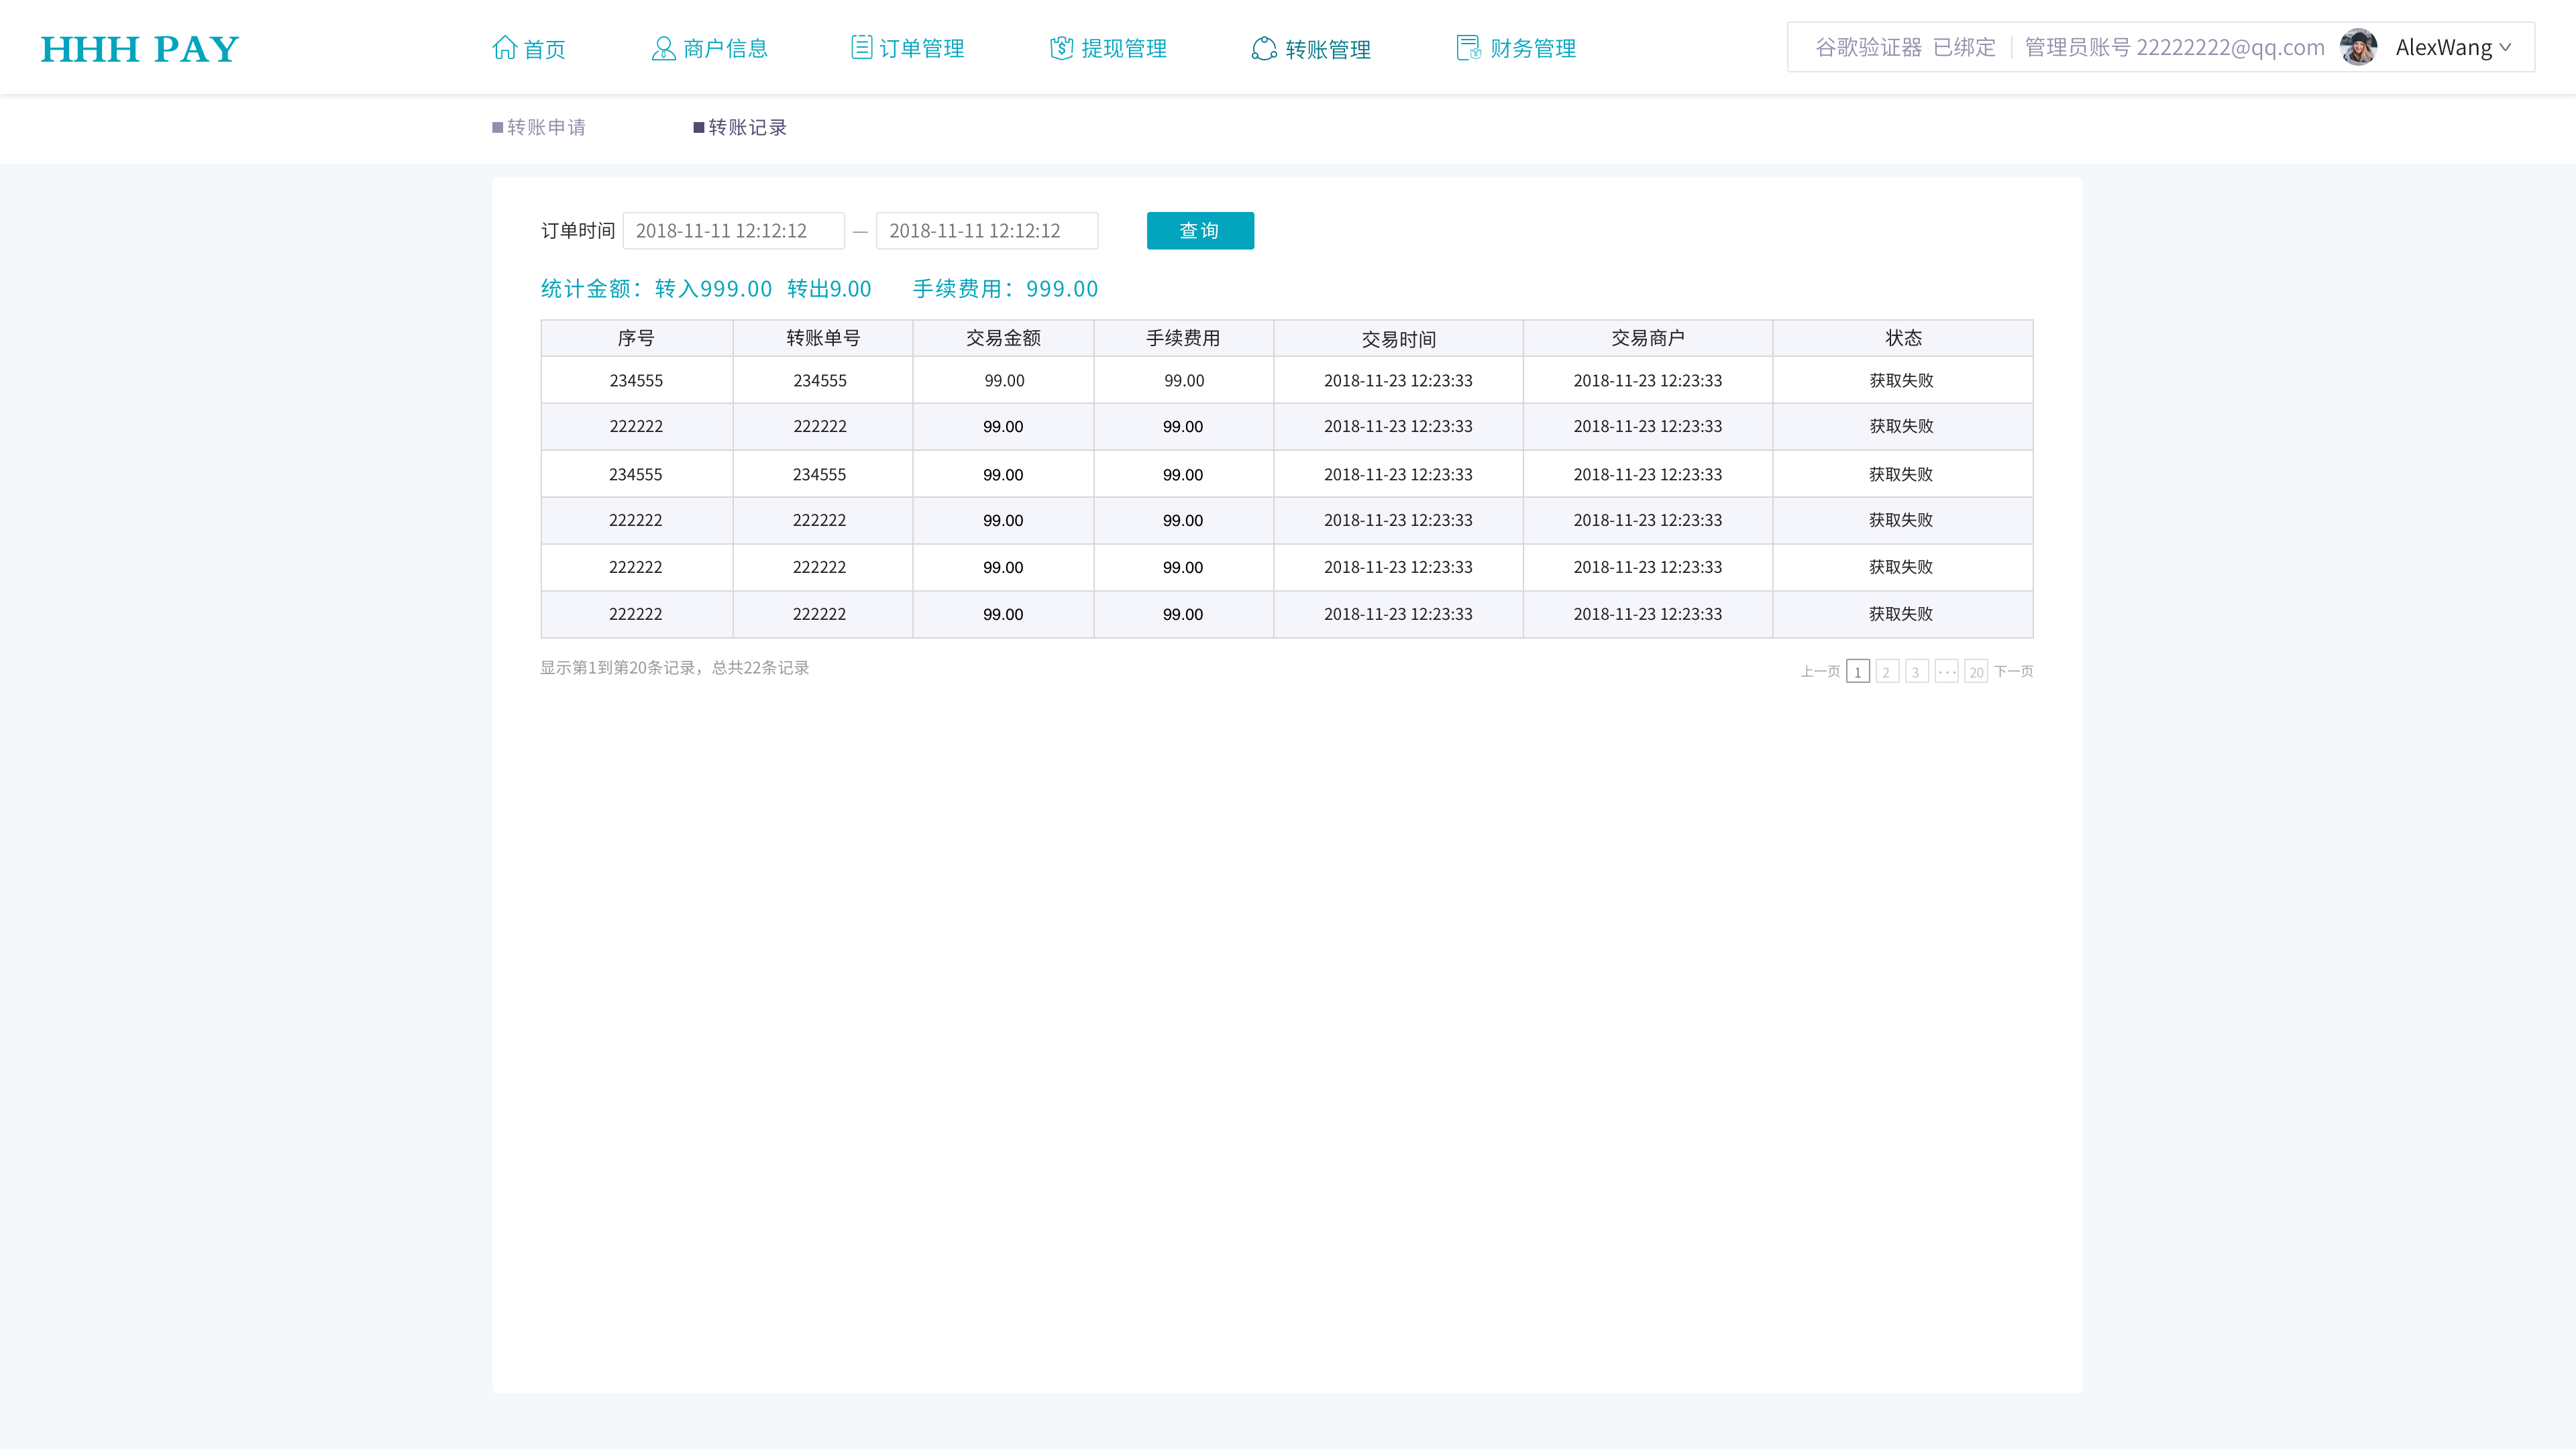 HHH PAY 首页 商户信息 订单管理 提现管理 转账管理 财务管理 谷歌验证器 已绑定 管理员账号 22222222@qq.com AlexWang
转账申请 转账记录
订单时间 2018-11-11 12:12:12 — 2018-11-11 12:12:12 查询
统计金额：转入999.00 转出9.00 手续费用：999.00
序号 转账单号 交易金额 手续费用 交易时间 交易商户 状态
234555 234555 99.00 99.00 2018-11-23 12:23:33 2018-11-23 12:23:33 获取失败
222222 222222 99.00 99.00 2018-11-23 12:23:33 2018-11-23 12:23:33 获取失败
234555 234555 99.00 99.00 2018-11-23 12:23:33 2018-11-23 12:23:33 获取失败
222222 222222 99.00 99.00 2018-11-23 12:23:33 2018-11-23 12:23:33 获取失败
222222 222222 99.00 99.00 2018-11-23 12:23:33 2018-11-23 12:23:33 获取失败
222222 222222 99.00 99.00 2018-11-23 12:23:33 2018-11-23 12:23:33 获取失败
显示第1到第20条记录，总共22条记录 上一页 1 2 3 ··· 20 下一页